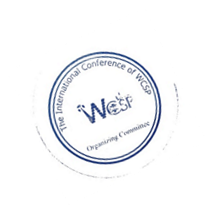 The International Conference of WCSP
WCSP
Organizing Committee